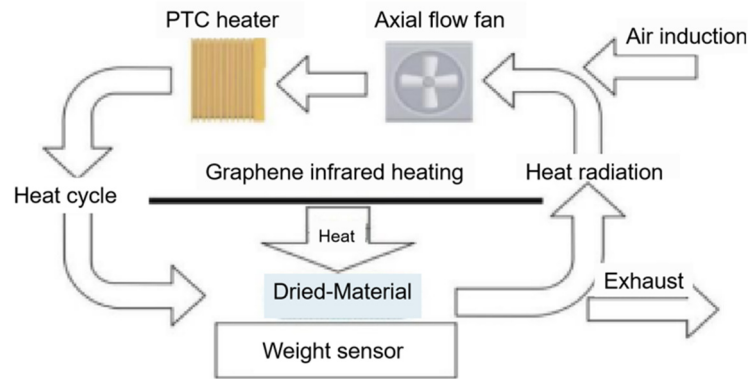 PTC heater
Axial flow fan
Air induction
Graphene infrared heating
Heat radiation
Heat cycle
Heat
Dried-Material
Exhaust
Weight sensor